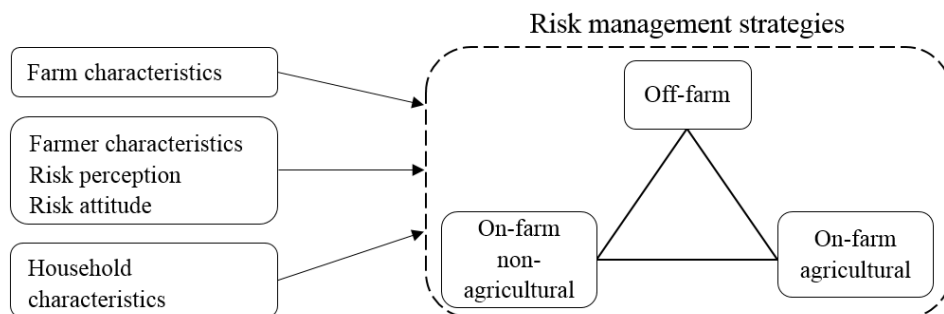 Risk management strategies
Farm characteristics
Farmer characteristics
Risk perception
Risk attitude
Household
characteristics
Off-farm
On-farm
non-
agricultural
On-farm
agricultural